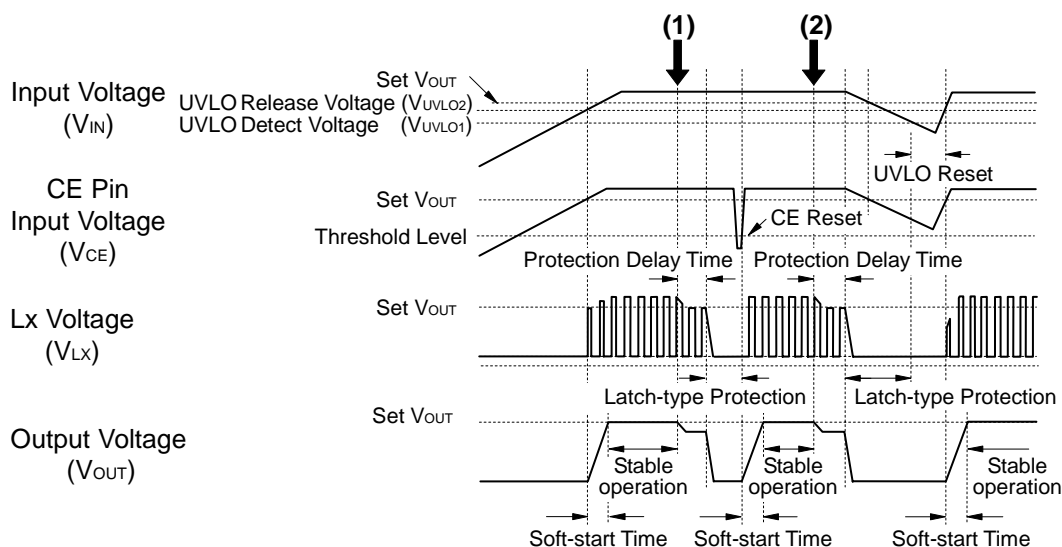 (1)
(2)
Input Voltage
(VIN)
Set VOUT
UVLO Release Voltage (VUVLO2)
UVLO Detect Voltage (VUVLO1)
UVLO Reset
CE Pin
Input Voltage
(VCE)
Set VOUT
Threshold Level
CE Reset
Protection Delay Time
Protection Delay Time
Lx Voltage
(VLX)
Set VOUT
Latch-type Protection
Latch-type Protection
Output Voltage
(VOUT)
Set VOUT
Stable
operation
Stable
operation
Stable
operation
Soft-start Time
Soft-start Time
Soft-start Time